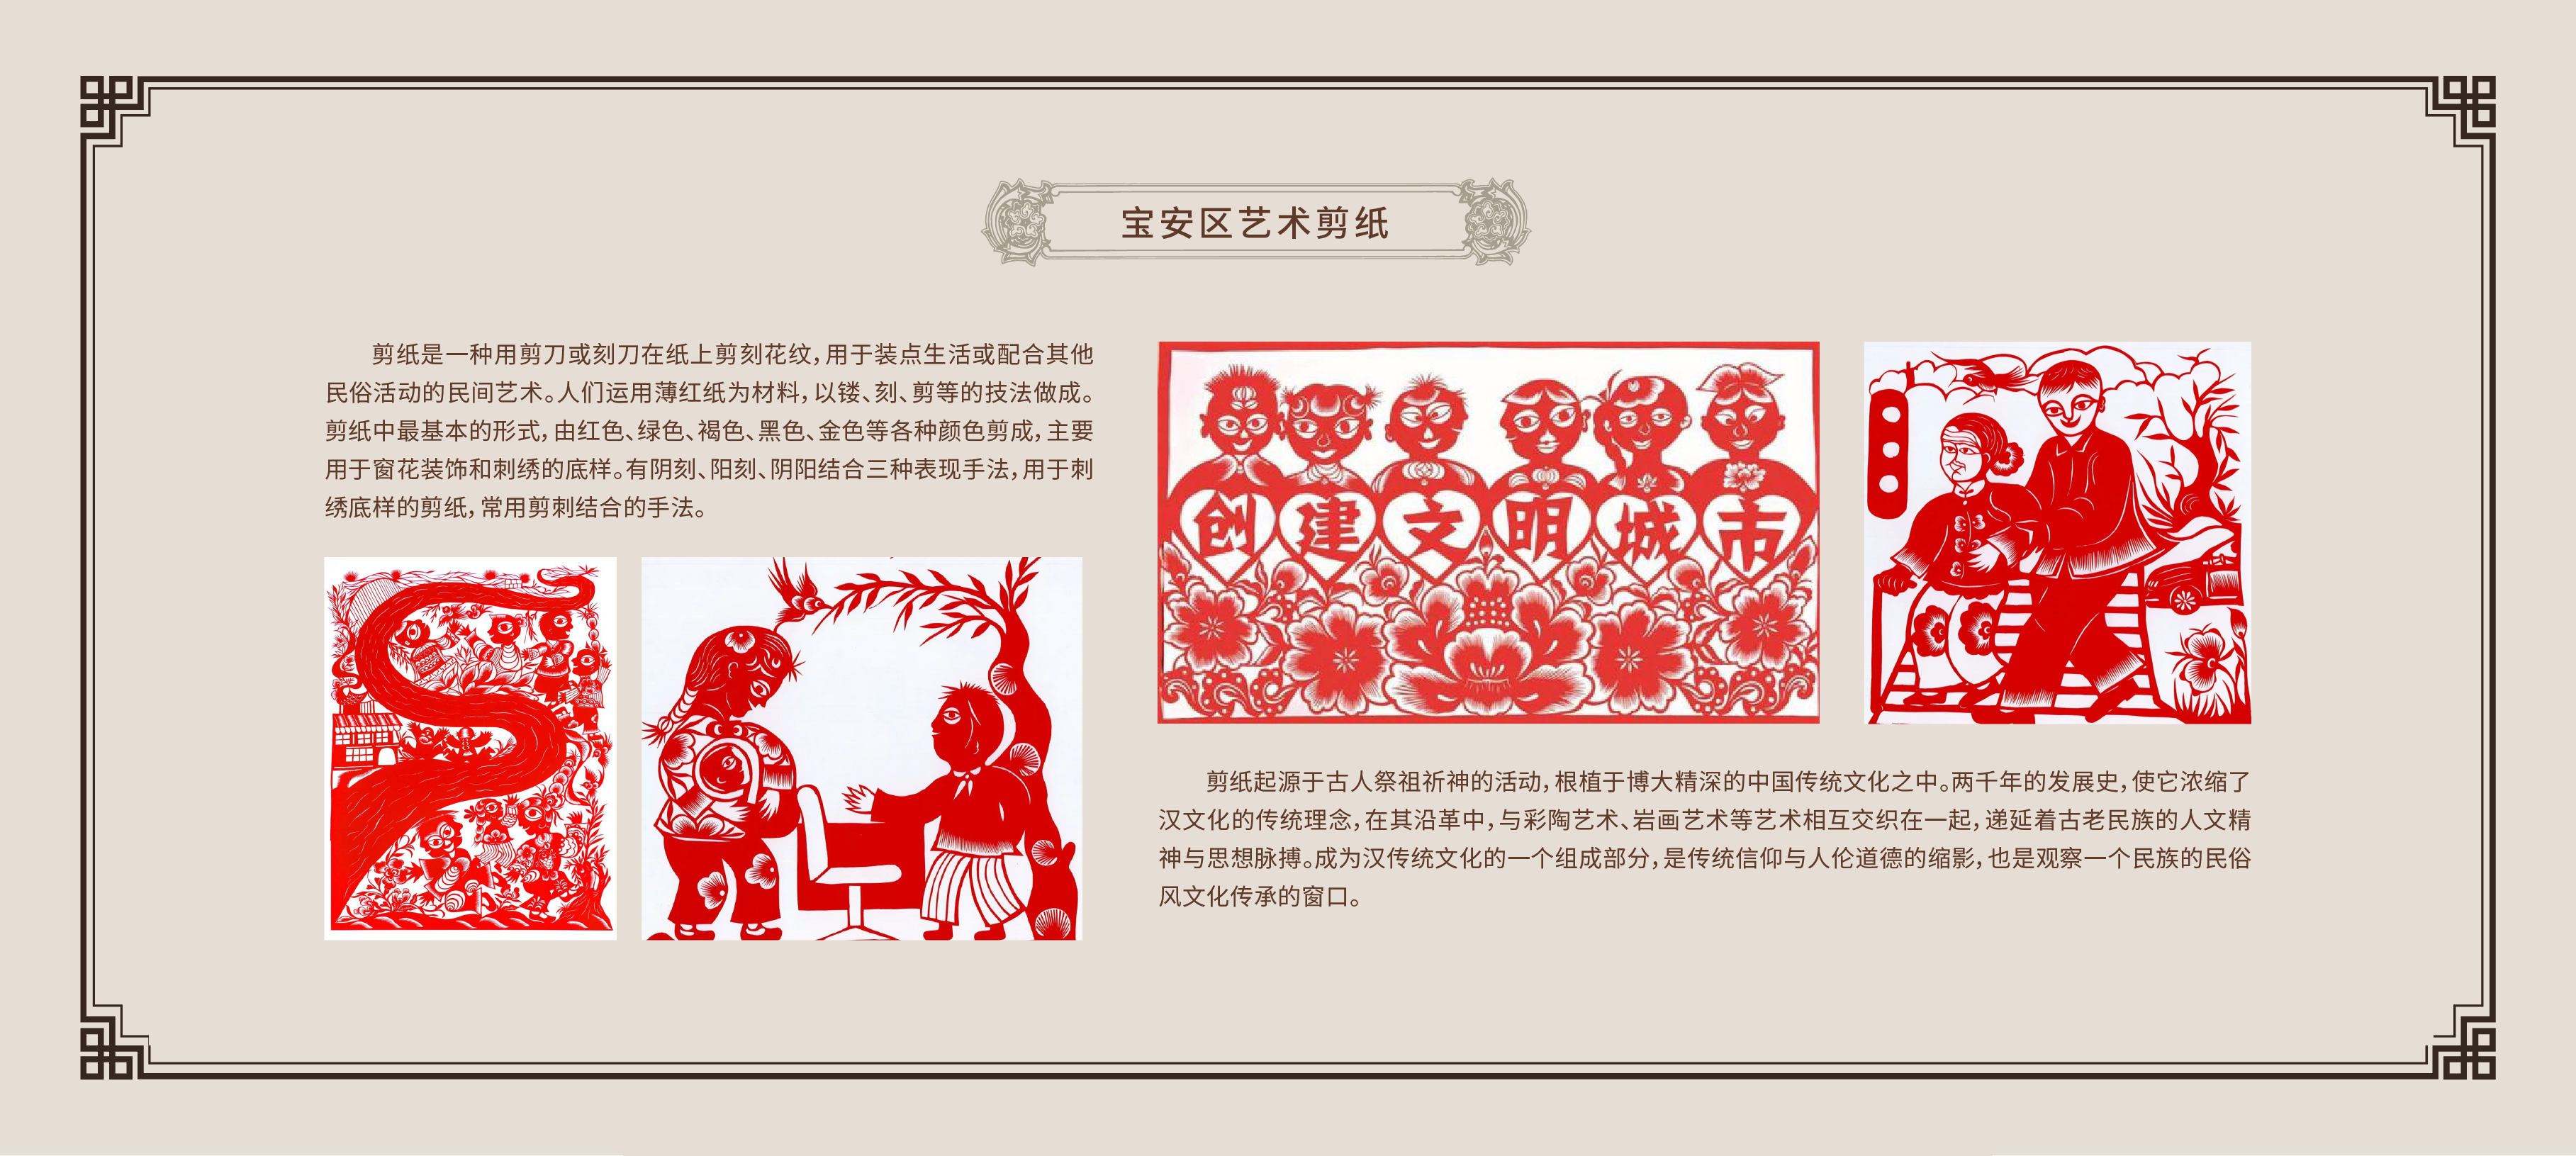 宝安区艺术剪纸
剪纸是一种用剪刀或刻刀在纸上剪刻花纹,用于装点生活或配合其他
民俗活动的民间艺术。人们运用薄红纸为材料,以镂、刻、剪等的技法做成。
剪纸中最基本的形式,由红色、绿色、褐色、黑色、金色等各种颜色剪成,主要
用于窗花装饰和刺绣的底样。有阴刻、阳刻、阴阳结合三种表现手法,用于刺
绣底样的剪纸,常用剪刺结合的手法。
创建文明城市
剪纸起源于古人祭祖祈神的活动,根植于博大精深的中国传统文化之中。两千年的发展史,使它浓缩了
汉文化的传统理念,在其沿革中,与彩陶艺术、岩画艺术等艺术相互交织在一起,递延着古老民族的人文精
神与思想脉搏。成为汉传统文化的一个组成部分,是传统信仰与人伦道德的缩影,也是观察一个民族的民俗
风文化传承的窗口。